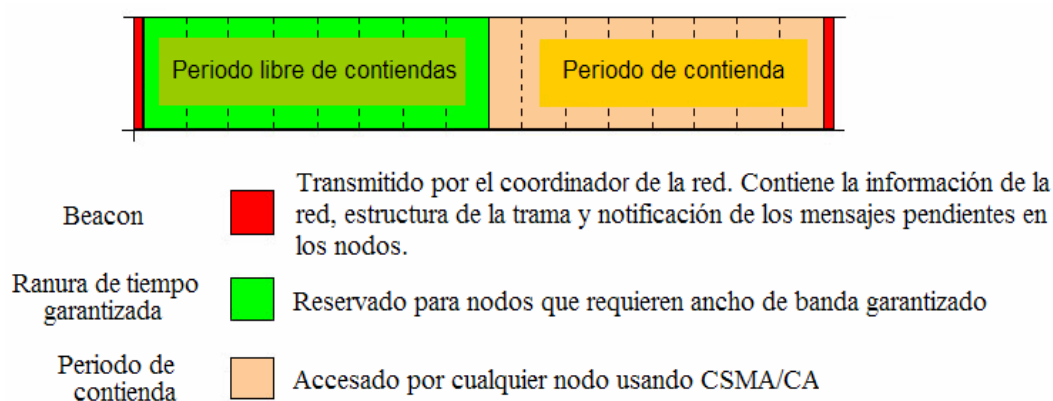 Periodo libre de contiendas
Periodo de contienda
Beacon
Transmitido por el coordinador de la red. Contiene la información de la
red, estructura de la trama y notificación de los mensajes pendientes en
los nodos.
Ranura de tiempo
garantizada
Reservado para nodos que requieren ancho de banda garantizado
Periodo de
contienda
Accesado por cualquier nodo usando CSMA/CA